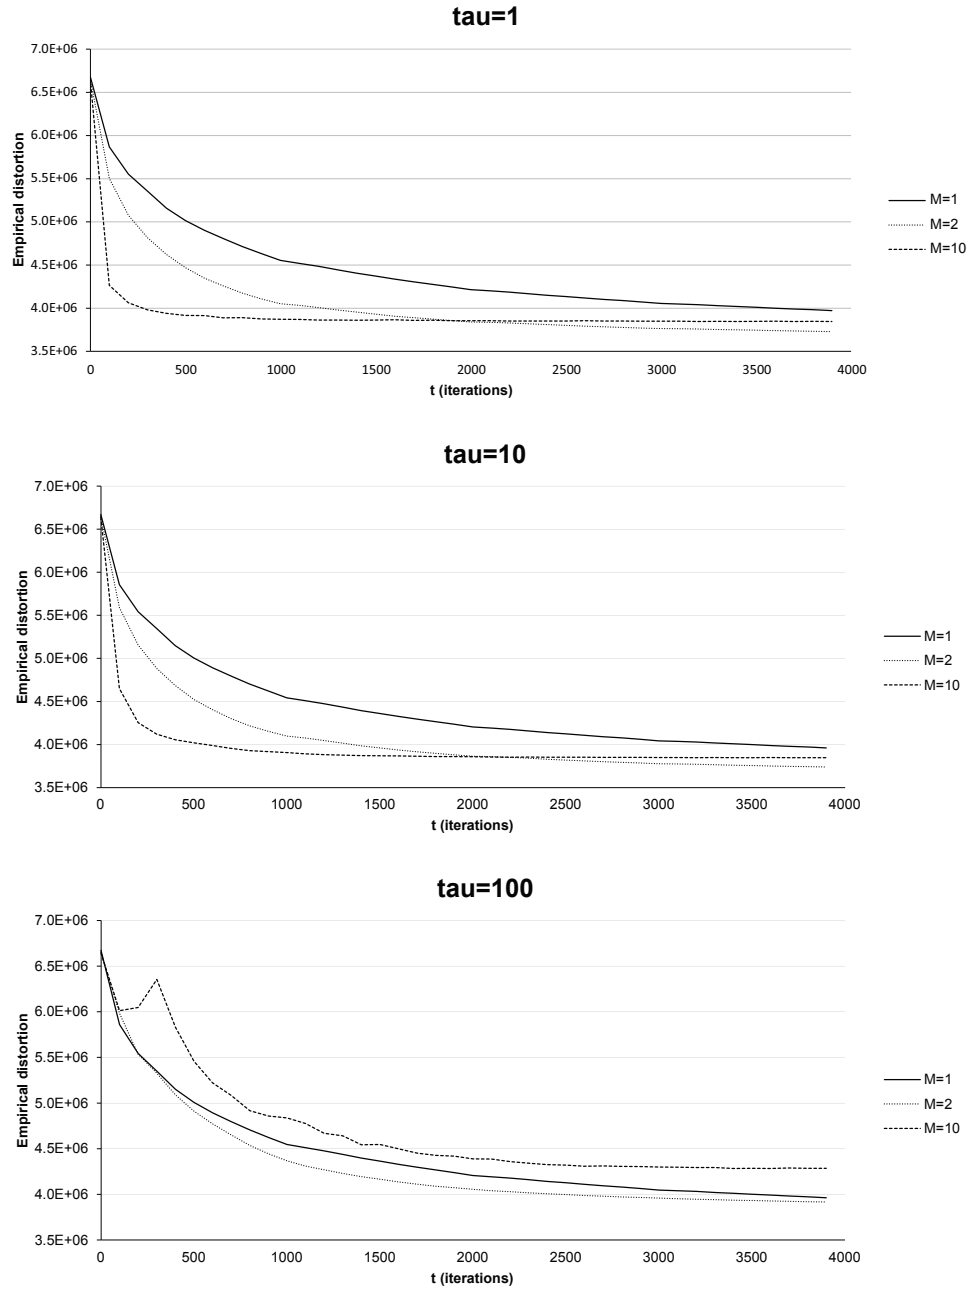 tau=1
7.0E+06
6.5E+06
6.0E+06
5.5E+06
5.0E+06
4.5E+06
4.0E+06
3.5E+06
Empirical distortion
0 500 1000 1500 2000 2500 3000 3500 4000
t (iterations)
M=1
M=2
M=10
tau=10
7.0E+06
6.5E+06
6.0E+06
5.5E+06
5.0E+06
4.5E+06
4.0E+06
3.5E+06
Empirical distortion
0 500 1000 1500 2000 2500 3000 3500 4000
t (iterations)
M=1
M=2
M=10
tau=100
7.0E+06
6.5E+06
6.0E+06
5.5E+06
5.0E+06
4.5E+06
4.0E+06
3.5E+06
Empirical distortion
0 500 1000 1500 2000 2500 3000 3500 4000
t (iterations)
M=1
M=2
M=10